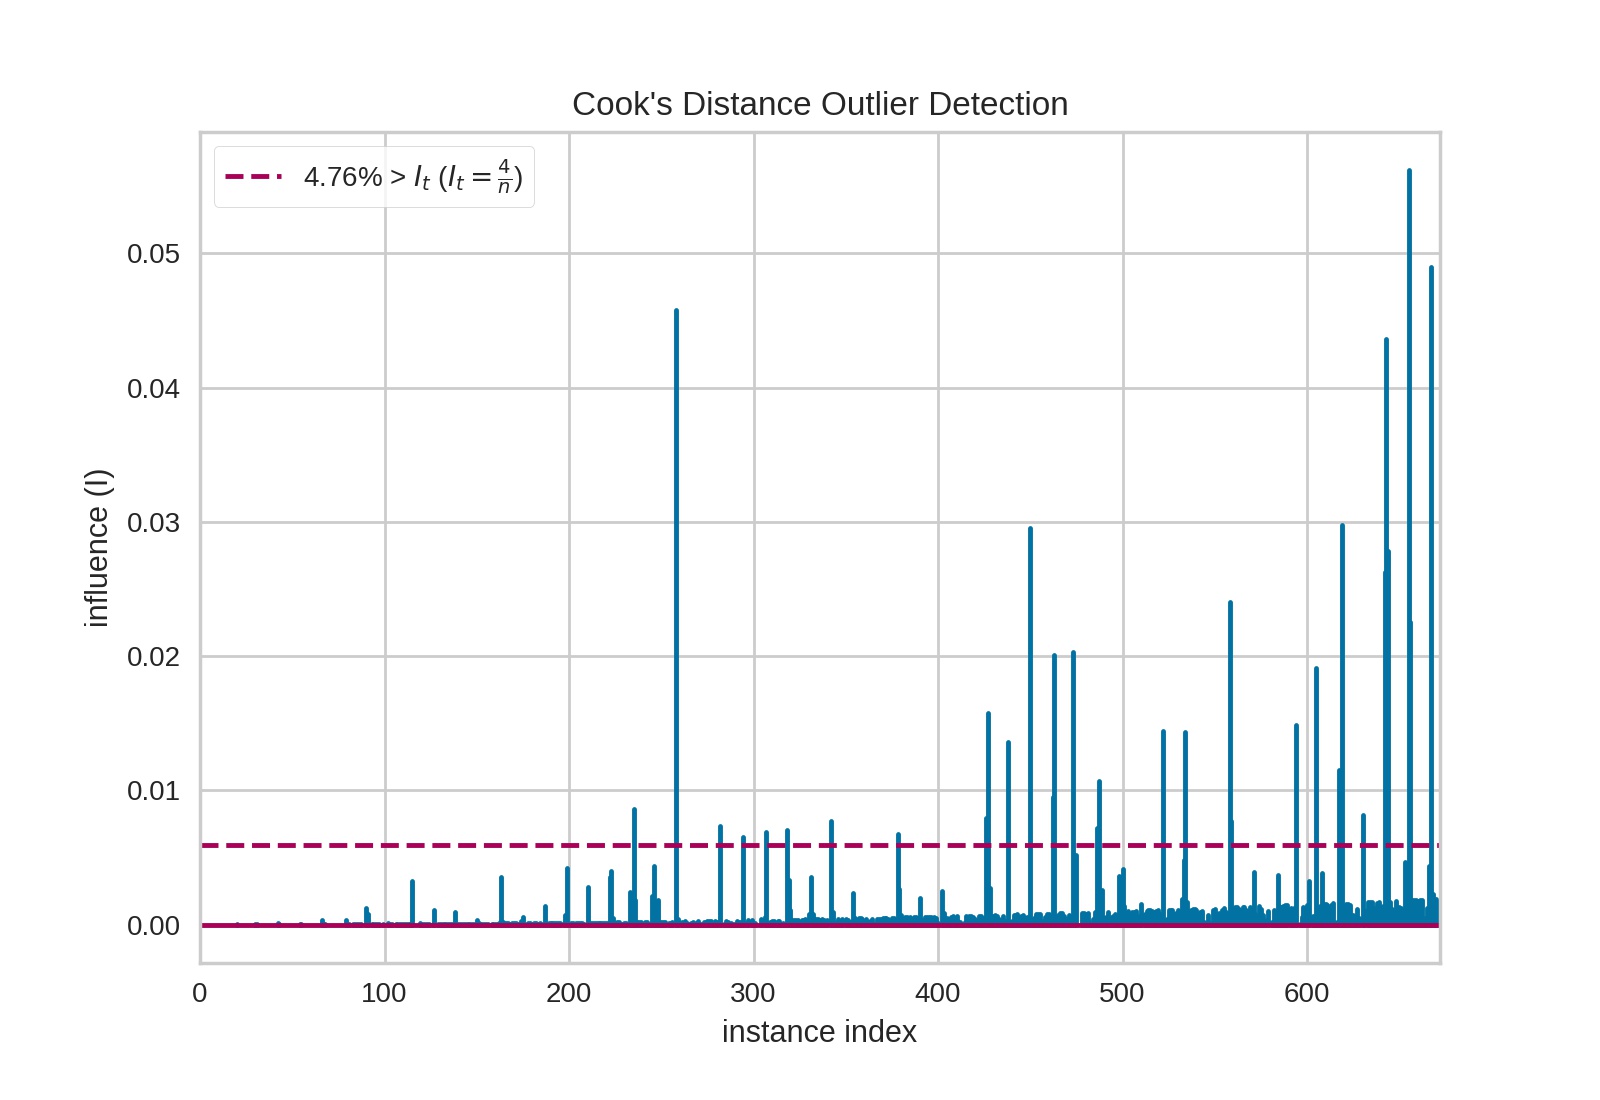 Cook's Distance Outlier Detection
4.76% > I_t (I_t = 4/n)
influence (I)
0.05
0.04
0.03
0.02
0.01
0.00
0 100 200 300 400 500 600
instance index